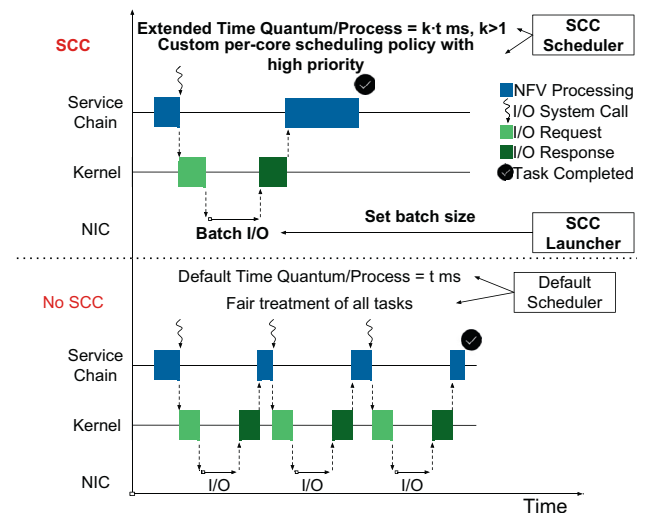 Extended Time Quantum/Process = k·t ms, k>1
Custom per-core scheduling policy with
high priority
SCC
Scheduler
SCC
Service
Chain
Kernel
NIC
NFV Processing
I/O System Call
I/O Request
I/O Response
Task Completed
Batch I/O
Set batch size
SCC
Launcher
No SCC
Default Time Quantum/Process = t ms
Fair treatment of all tasks
Default
Scheduler
Service
Chain
Kernel
NIC
I/O
I/O
I/O
Time